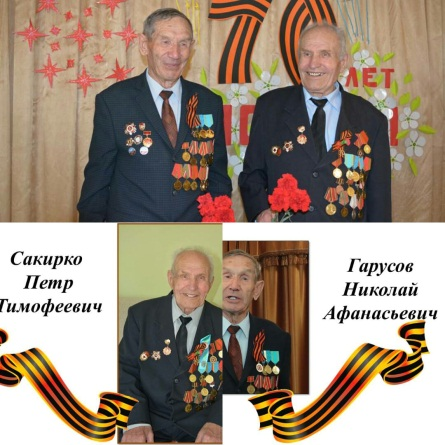 70
ЛЕТ
Сакирко
Петр
Тимофеевич
Гарусов
Николай
Афанасьевич